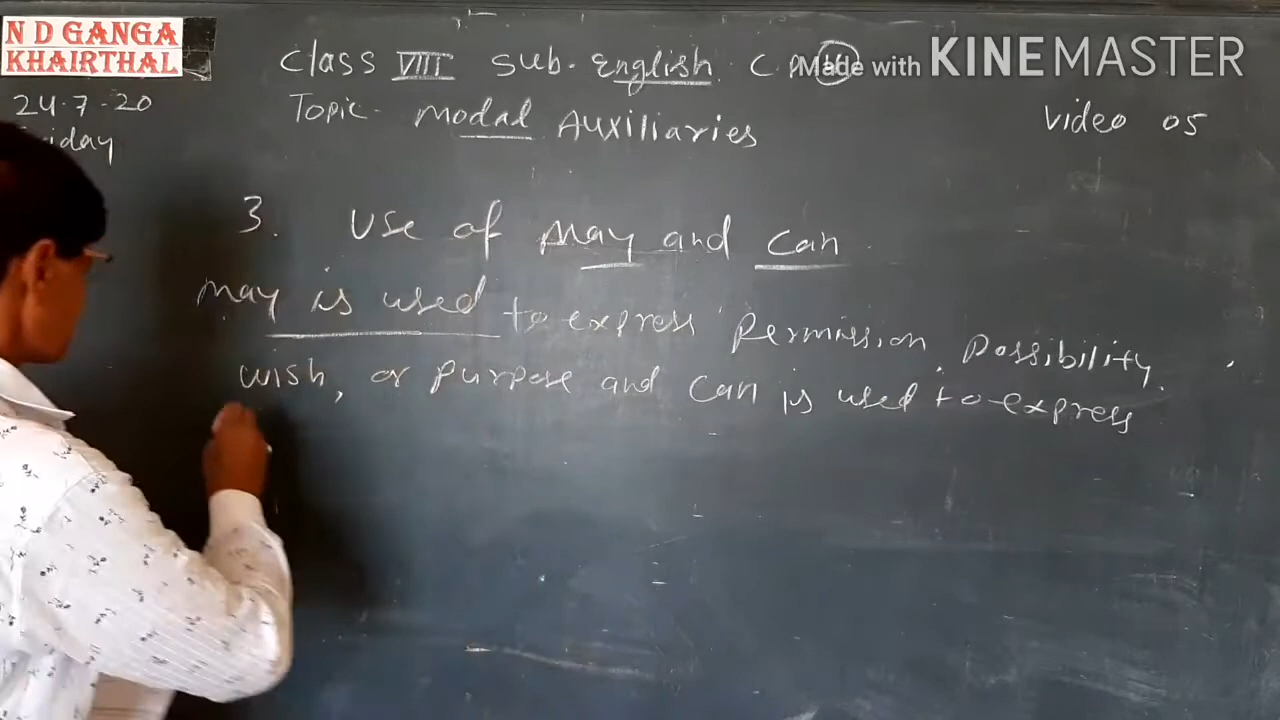 N D GANGA
KHAIRTHAL
24.7.20
Class VIII Sub. English C
Made with KINEMASTER
Topic - Modal Auxiliaries
Video 05
3. Use of May and Can
May is used to express Permission, Possibility,
wish, or purpose and Can is used to express